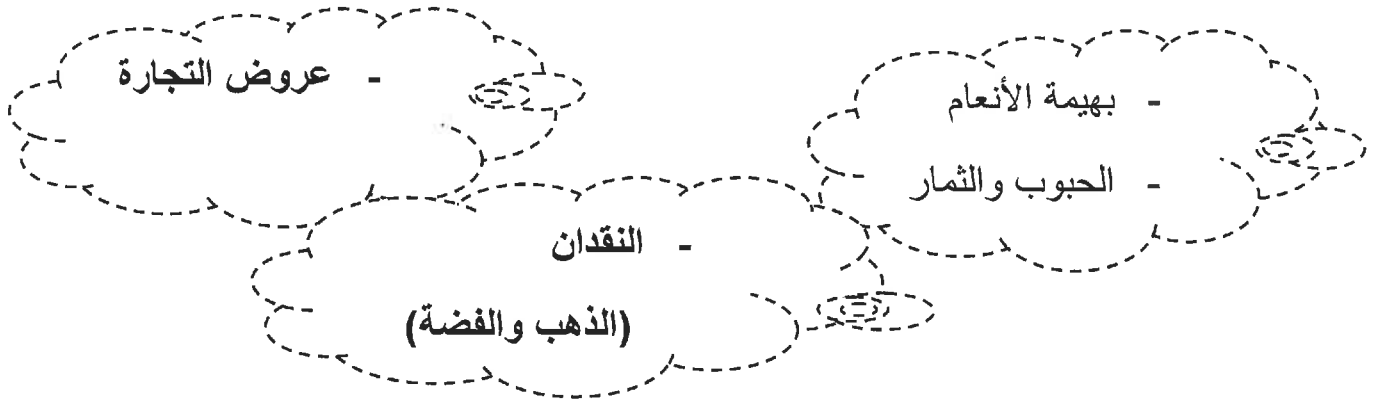 - بهيمة الأنعام
- الحبوب والثمار
- النقدان
(الذهب والفضة)
- عروض التجارة